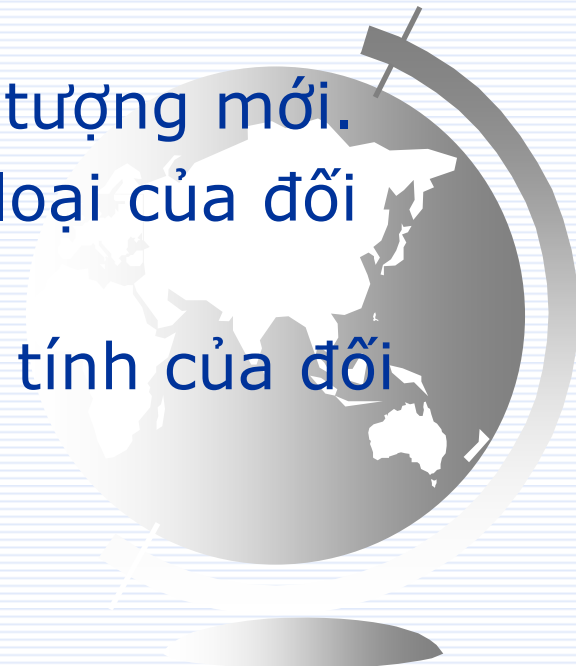 tượng mới.
loại của đối
tính của đối